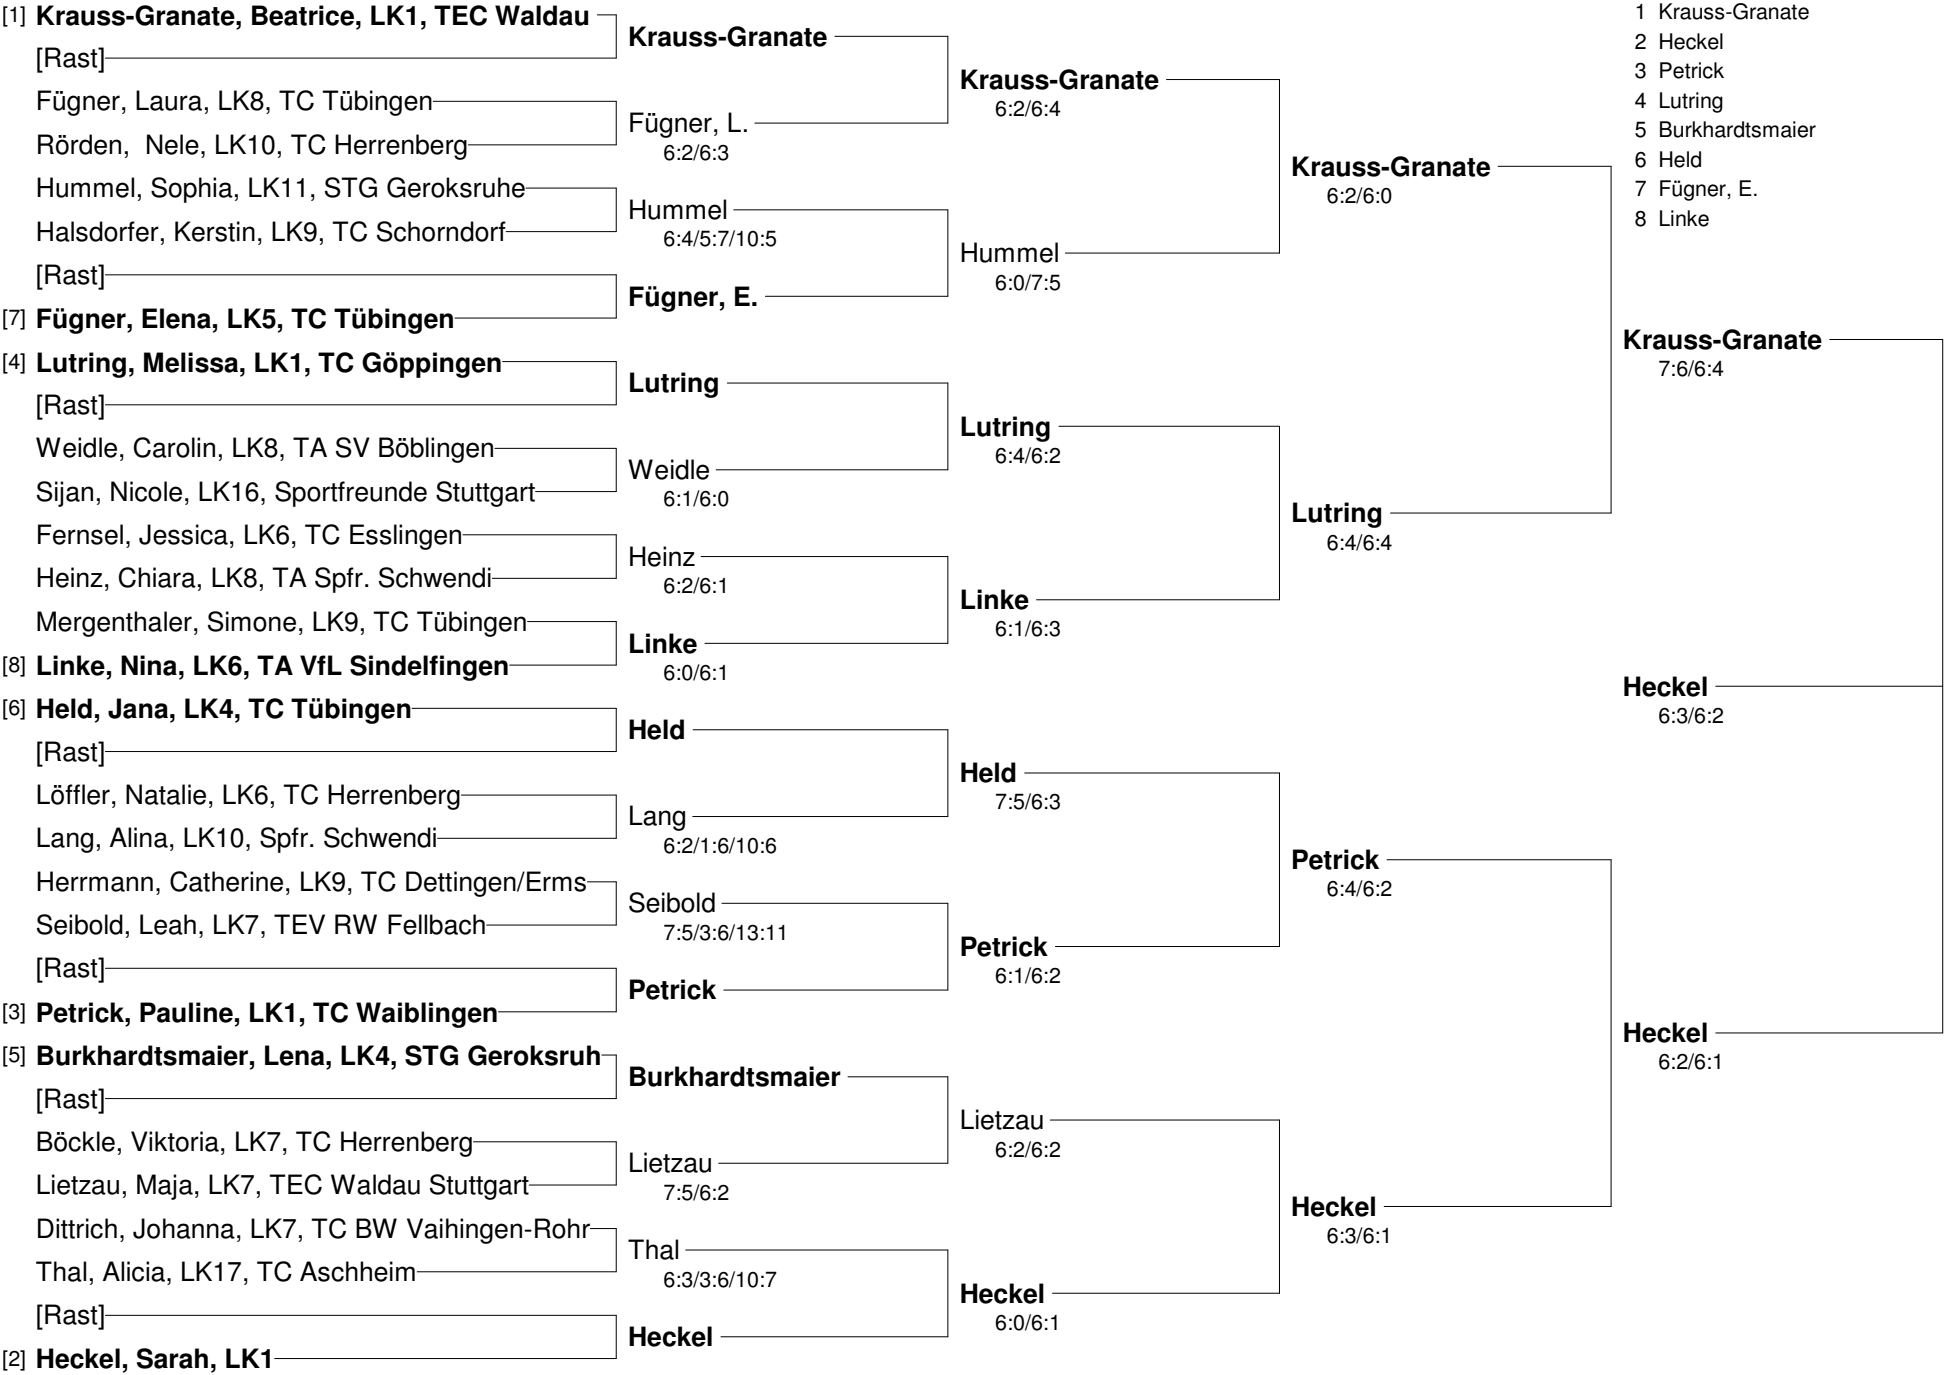 [1] Krauss-Granate, Beatrice, LK1, TEC Waldau
[Rast]
Fügner, Laura, LK8, TC Tübingen
Rörden, Nele, LK10, TC Herrenberg
Hummel, Sophia, LK11, STG Geroksruhe
Halsdorfer, Kerstin, LK9, TC Schorndorf
[Rast]
[7] Fügner, Elena, LK5, TC Tübingen
[4] Lutring, Melissa, LK1, TC Göppingen
[Rast]
Weidle, Carolin, LK8, TA SV Böblingen
Sijan, Nicole, LK16, Sportfreunde Stuttgart
Fernsel, Jessica, LK6, TC Esslingen
Heinz, Chiara, LK8, TA Spfr. Schwendi
Mergenthaler, Simone, LK9, TC Tübingen
[8] Linke, Nina, LK6, TA VfL Sindelfingen
[6] Held, Jana, LK4, TC Tübingen
[Rast]
Löffler, Natalie, LK6, TC Herrenberg
Lang, Alina, LK10, Spfr. Schwendi
Herrmann, Catherine, LK9, TC Dettingen/Erms
Seibold, Leah, LK7, TEV RW Fellbach
[Rast]
[3] Petrick, Pauline, LK1, TC Waiblingen
[5] Burkhardtsmaier, Lena, LK4, STG Geroksruh
[Rast]
Böckle, Viktoria, LK7, TC Herrenberg
Lietzau, Maja, LK7, TEC Waldau Stuttgart
Dittrich, Johanna, LK7, TC BW Vaihingen-Rohr
Thal, Alicia, LK17, TC Aschheim
[Rast]
[2] Heckel, Sarah, LK1
Krauss-Granate
Fügner, L.
6:2/6:3
Hummel
6:4/5:7/10:5
Fügner, E.
Lutring
Weidle
6:1/6:0
Heinz
6:2/6:1
Linke
6:0/6:1
Held
Lang
6:2/1:6/10:6
Seibold
7:5/3:6/13:11
Petrick
Burkhardtsmaier
Lietzau
7:5/6:2
Thal
6:3/3:6/10:7
Heckel
Krauss-Granate
6:2/6:4
Hummel
6:0/7:5
Lutring
6:4/6:2
Linke
6:1/6:3
Held
7:5/6:3
Petrick
6:1/6:2
Lietzau
6:2/6:2
Heckel
6:0/6:1
Krauss-Granate
6:2/6:0
Lutring
6:4/6:4
Petrick
6:4/6:2
Heckel
6:3/6:1
Krauss-Granate
7:6/6:4
Heckel
6:3/6:2
Heckel
6:2/6:1
1 Krauss-Granate
2 Heckel
3 Petrick
4 Lutring
5 Burkhardtsmaier
6 Held
7 Fügner, E.
8 Linke